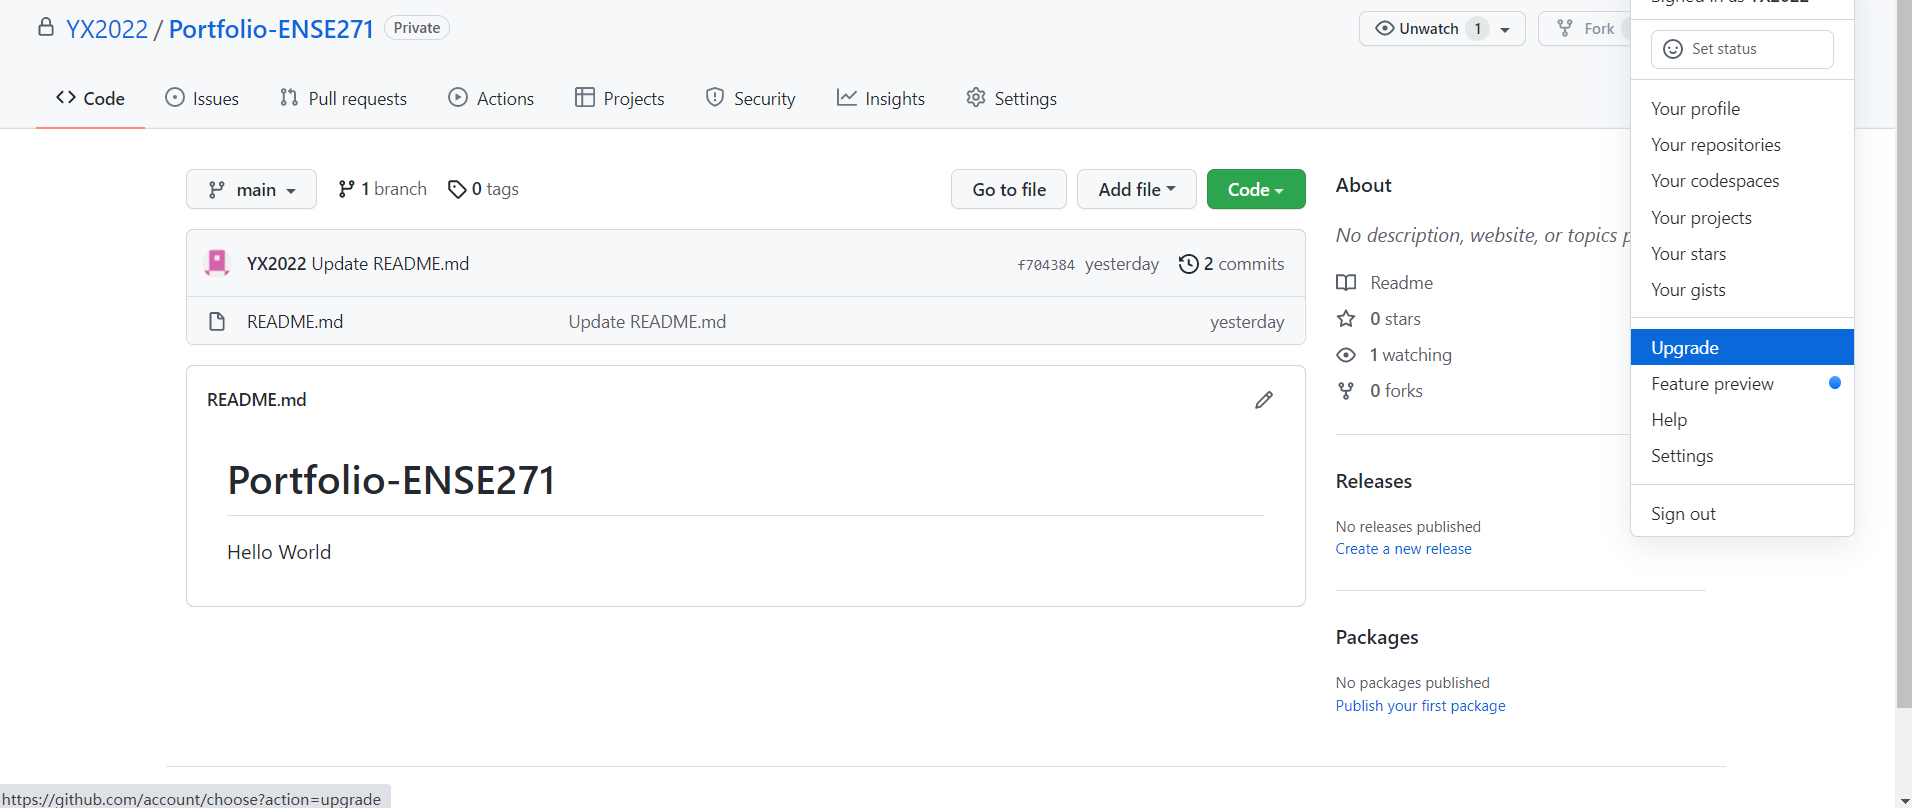 YX2022 / Portfolio-ENSE271 Private
Unwatch 1
Fork
Signed in as YX2022
Set status
Code
Issues
Pull requests
Actions
Projects
Security
Insights
Settings
Your profile
Your repositories
Your codespaces
Your projects
Your stars
Your gists
Upgrade
Feature preview
Help
Settings
Sign out
main
1 branch
0 tags
Go to file
Add file
Code
YX2022 Update README.md f704384 yesterday 2 commits
README.md Update README.md yesterday
README.md
Portfolio-ENSE271
Hello World
About
No description, website, or topics p
Readme
0 stars
1 watching
0 forks
Releases
No releases published
Create a new release
Packages
No packages published
Publish your first package
https://github.com/account/choose?action=upgrade